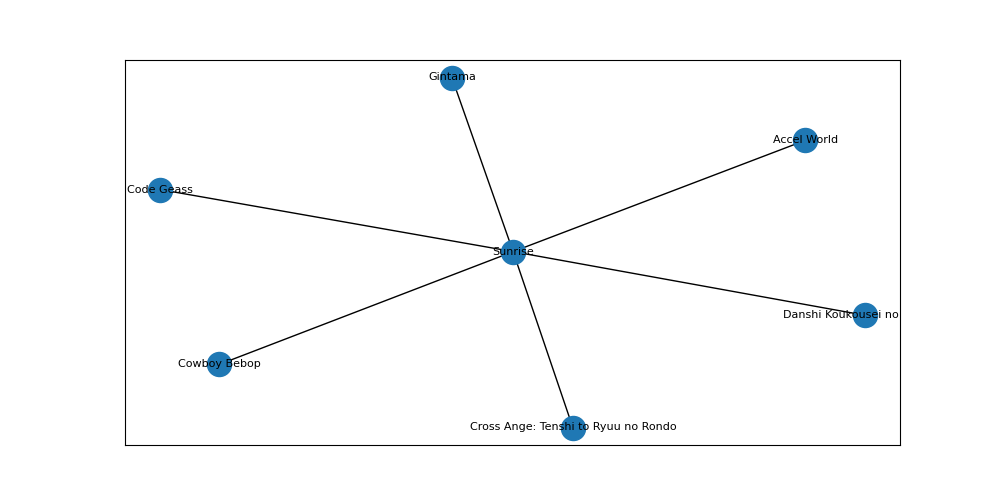 Gintama
Accel World
Code Geass
Sunrise
Danshi Koukousei no
Cowboy Bebop
Cross Ange: Tenshi to Ryuu no Rondo